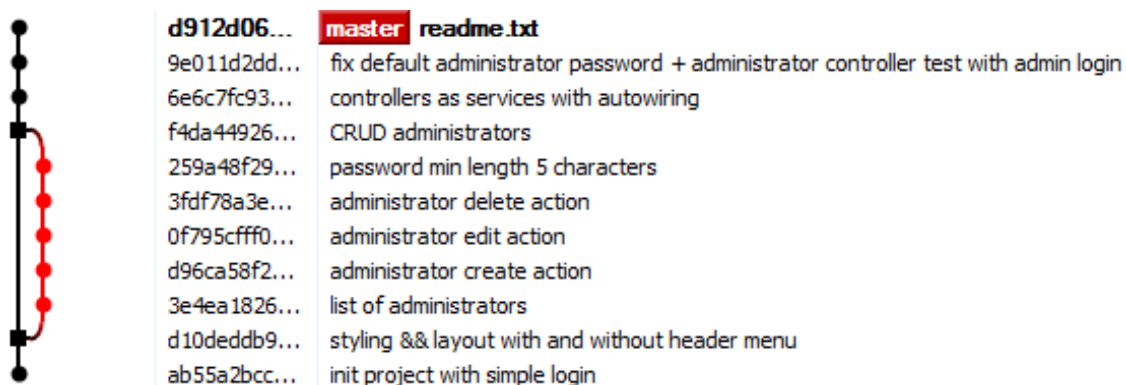 d912d06... master readme.txt
9e011d2dd... fix default administrator password + administrator controller test with admin login
6e6c7fc93... controllers as services with autowiring
f4da44926... CRUD administrators
259a48f29... password min length 5 characters
3fdf78a3e... administrator delete action
0f795cfff0... administrator edit action
d96ca58f2... administrator create action
3e4ea1826... list of administrators
d10deddb9... styling && layout with and without header menu
ab55a2bcc... init project with simple login